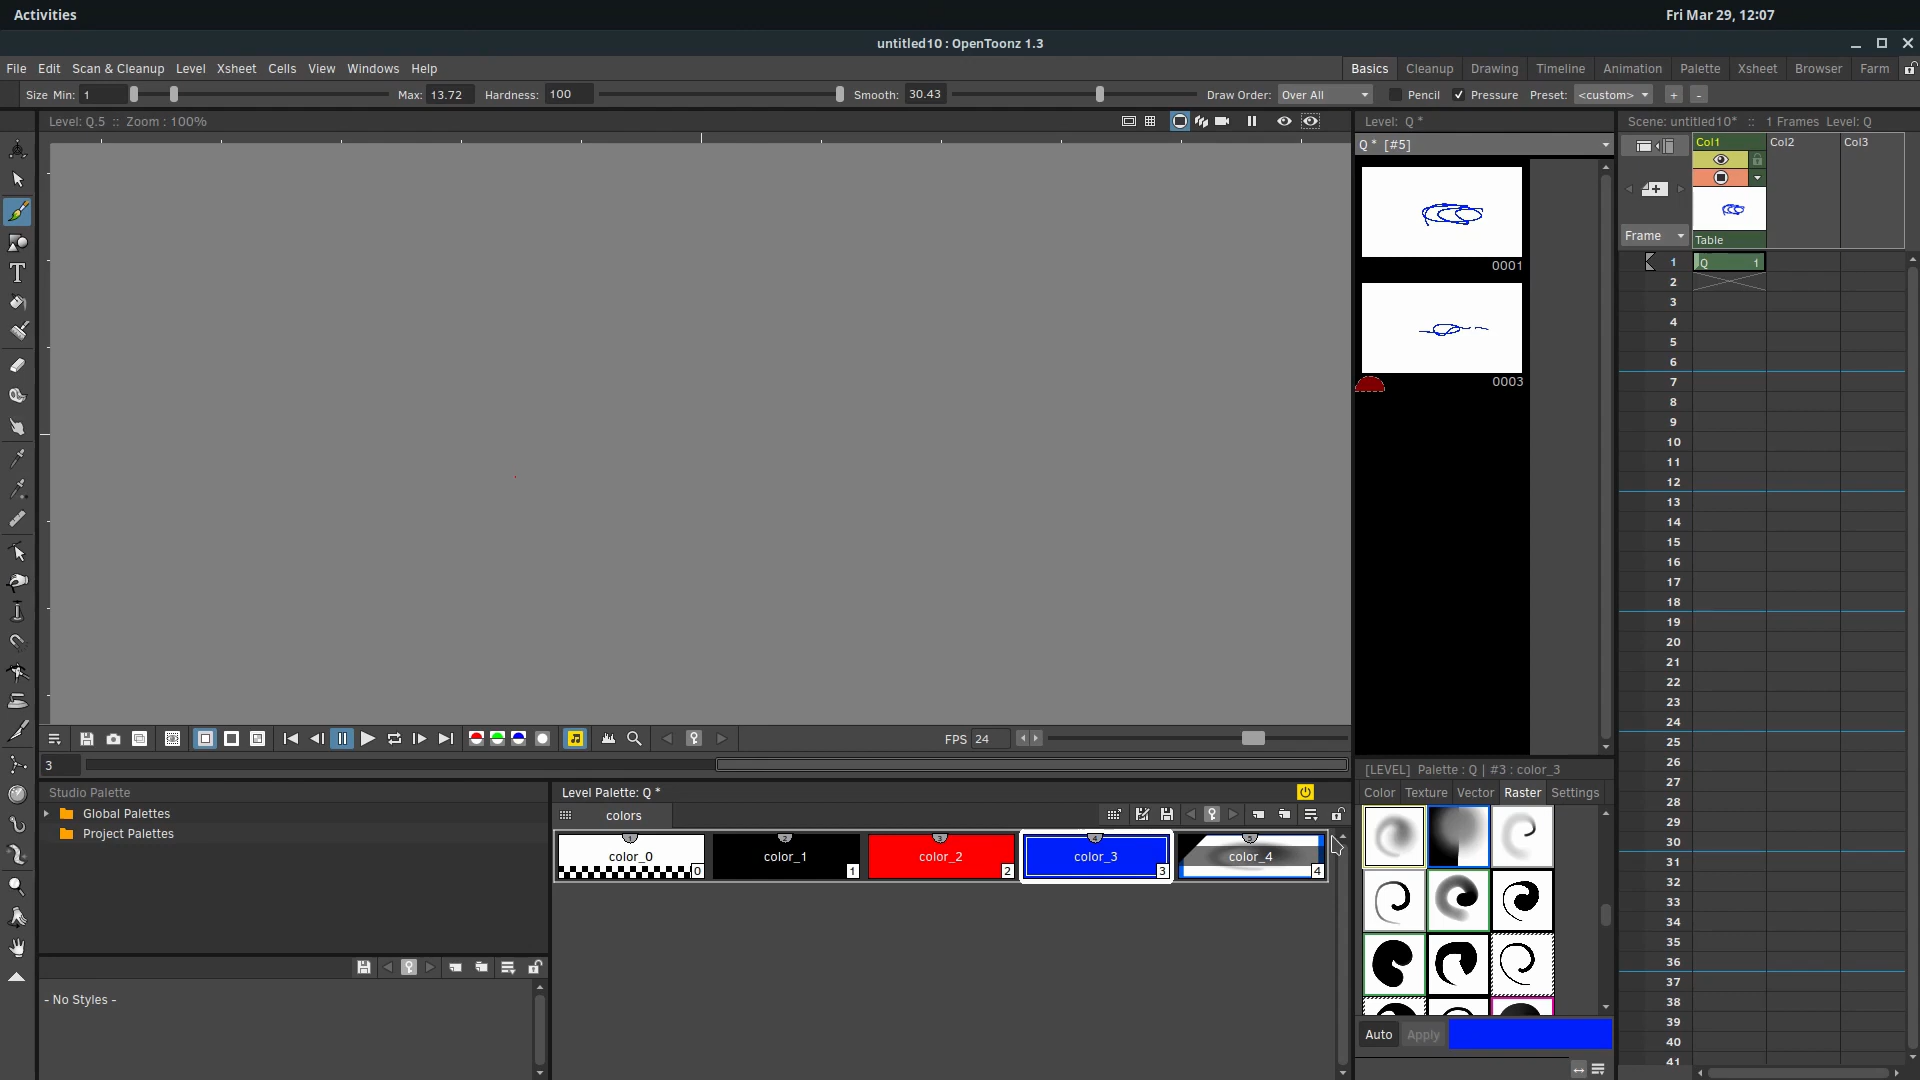 Activities
Fri Mar 29, 12:07
untitled10 : OpenToonz 1.3
File Edit Scan & Cleanup Level Xsheet Cells View Windows Help
Basics Cleanup Drawing Timeline Animation Palette Xsheet Browser Farm
Size Min: 1 Max: 13.72 Hardness: 100 Smooth: 30.43 Draw Order: Over All Pencil Pressure Preset: <custom> + -
Level: Q.5 :: Zoom : 100%
Level: Q *
Q * [#5]
0001
0003
Scene: untitled10* :: 1 Frames Level: Q
Col1 Col2 Col3
Frame
Table
Q 1
1
2
3
4
5
6
7
8
9
10
11
12
13
14
15
16
17
18
19
20
21
22
23
24
25
26
27
28
29
30
31
32
33
34
35
36
37
38
39
40
41
FPS 24
3
Studio Palette
Global Palettes
Project Palettes
- No Styles -
Level Palette: Q *
colors
color_0 0
color_1 1
color_2 2
color_3 3
color_4 4
[LEVEL] Palette : Q | #3 : color_3
Color Texture Vector Raster Settings
Auto Apply